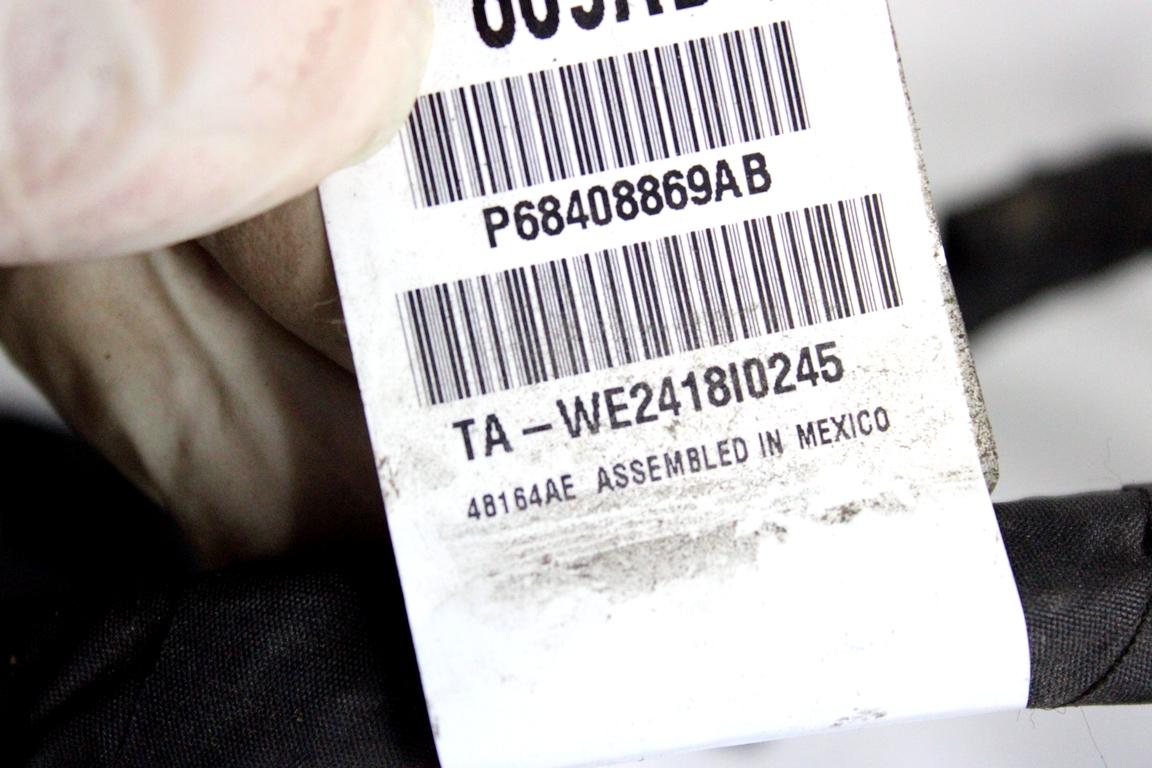 P68408869AB
TA-WE2418I0245
48164AE ASSEMBLED IN MEXICO